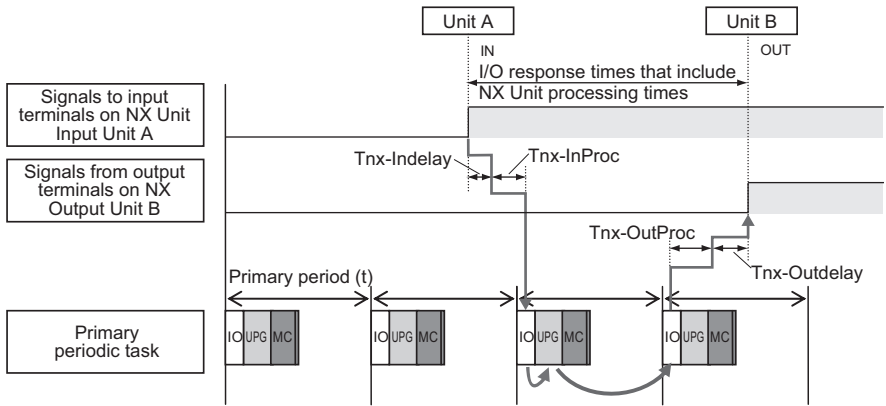 Unit A
Unit B
IN
OUT
I/O response times that include
NX Unit processing times
Signals to input
terminals on NX Unit
Input Unit A
Tnx-Indelay
Tnx-InProc
Signals from output
terminals on NX
Output Unit B
Tnx-OutProc
Tnx-Outdelay
Primary period (t)
Primary
periodic task
IO UPG MC
IO UPG MC
IO UPG MC
IO UPG MC